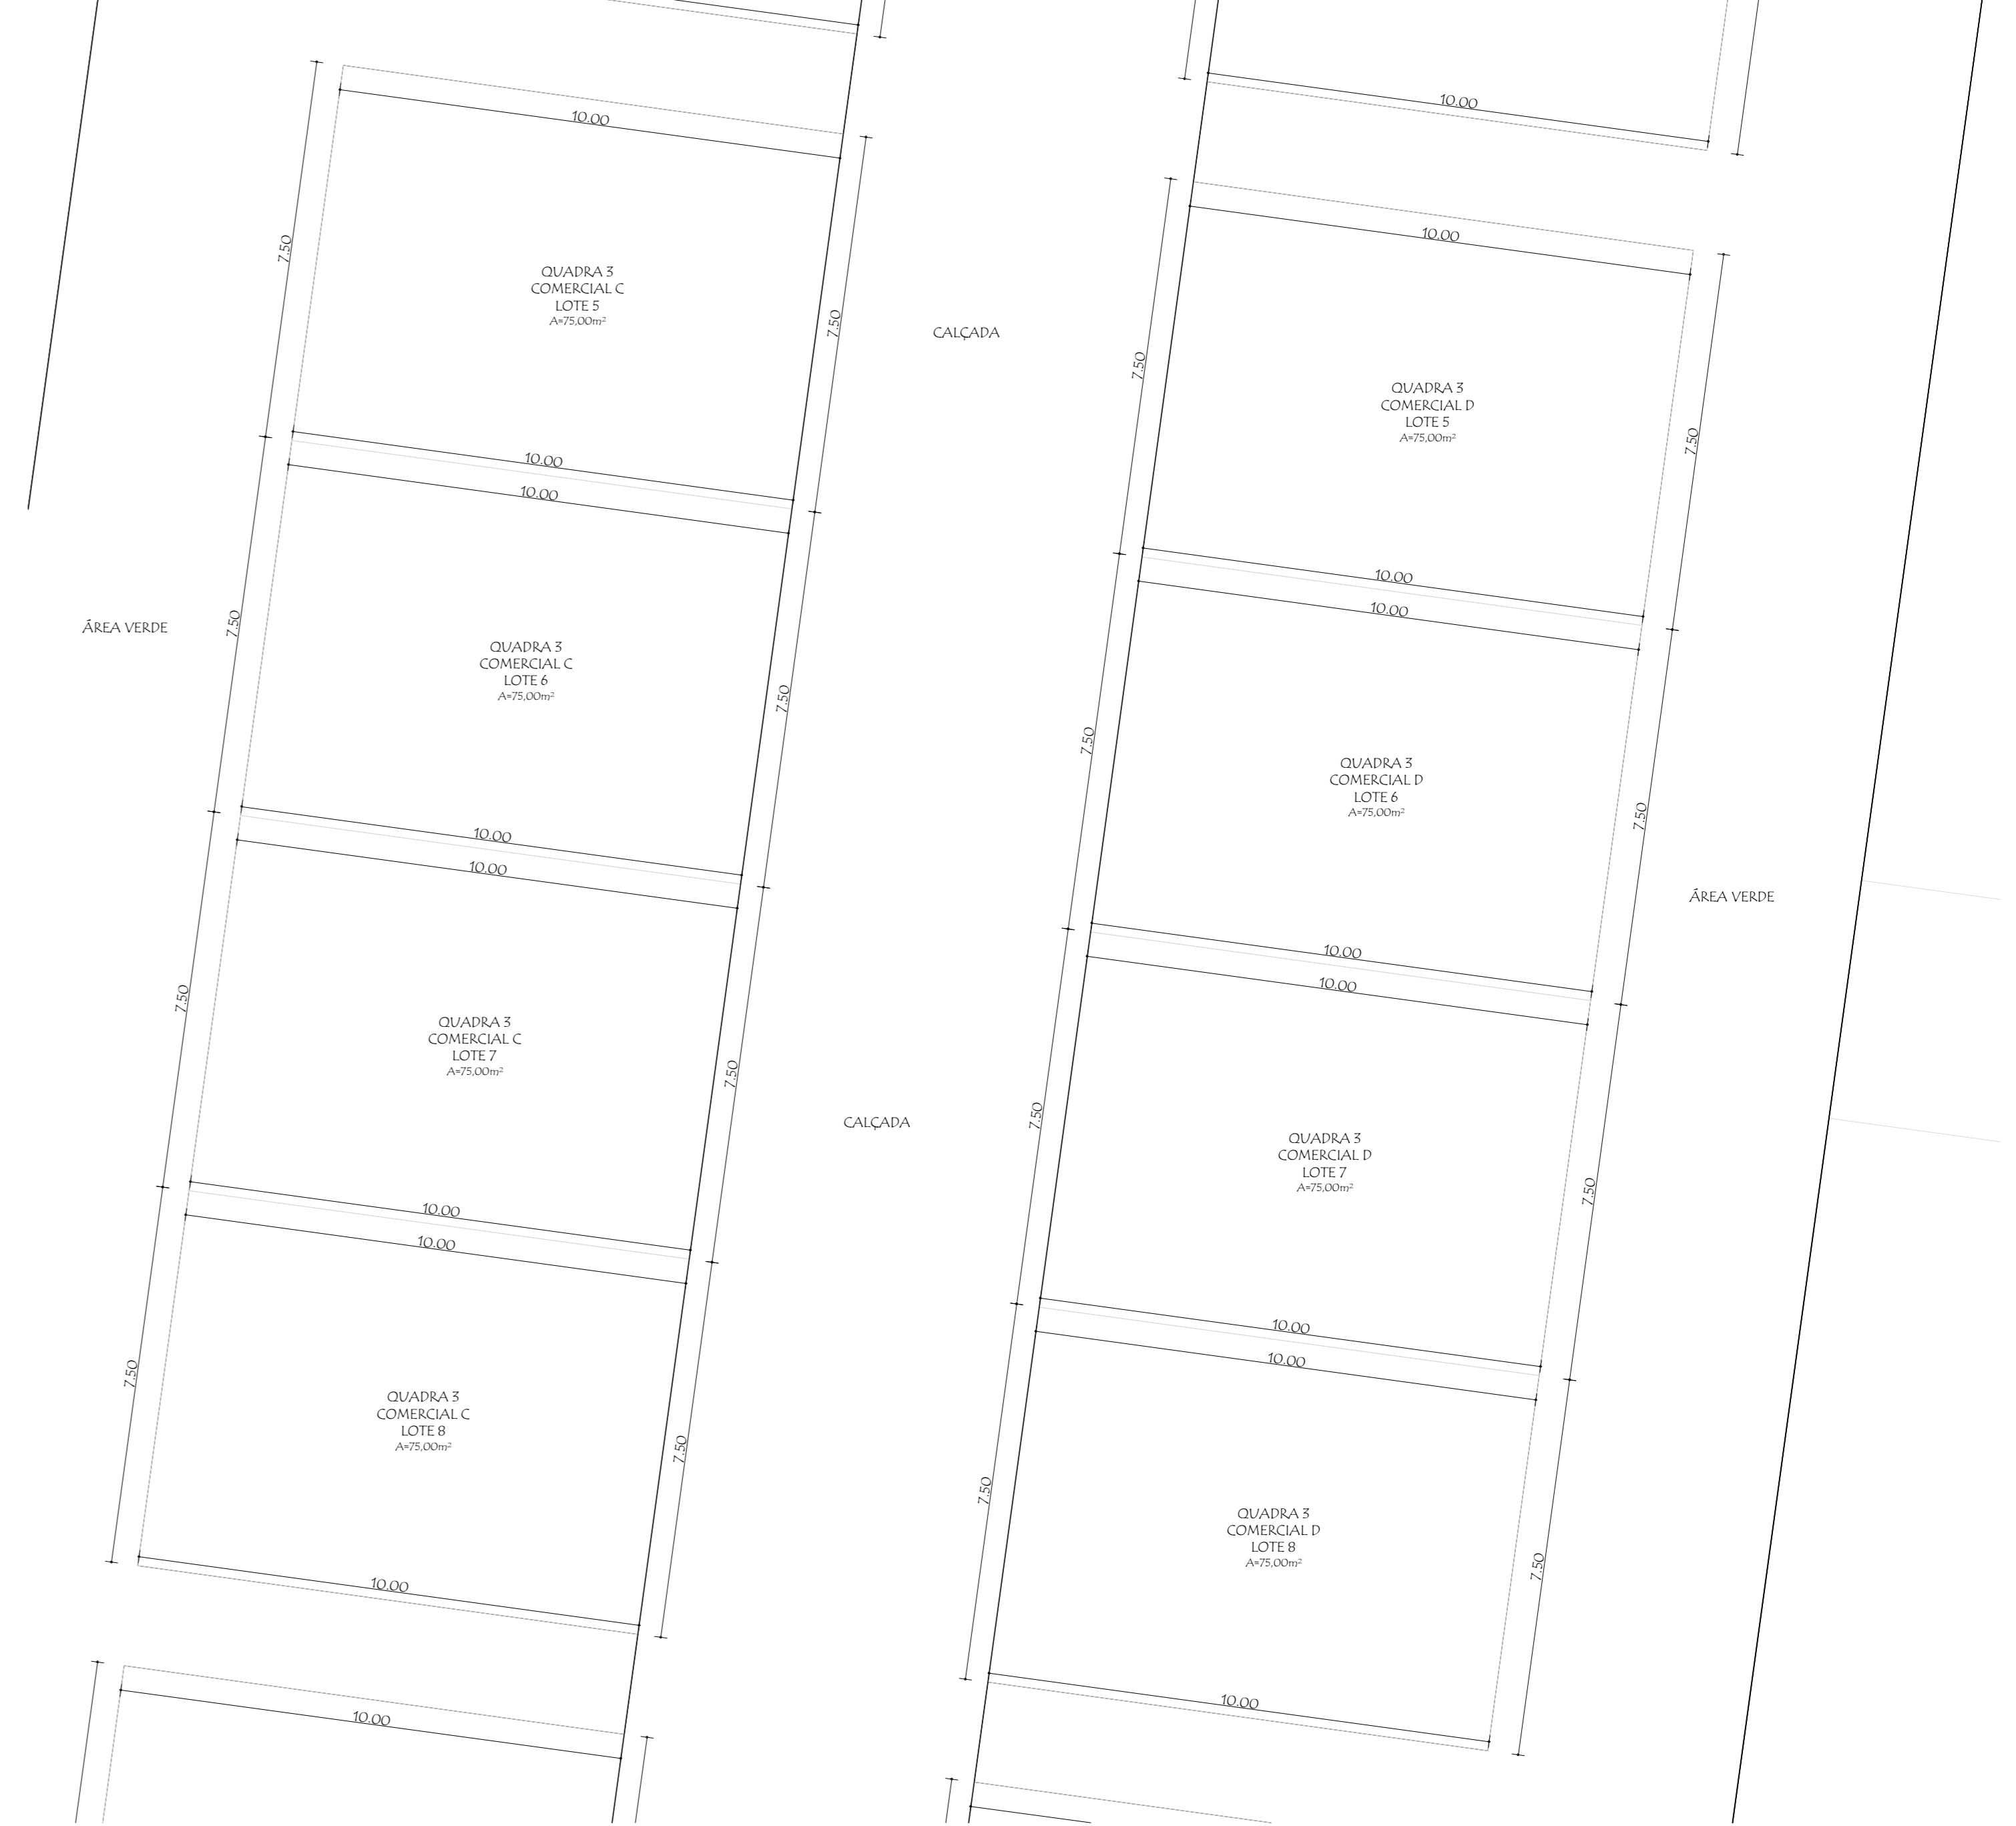 10.00
10.00
7.50
QUADRA 3
COMERCIAL C
LOTE 5
A=75,00m²
7.50
10.00
10.00
7.50
QUADRA 3
COMERCIAL C
LOTE 6
A=75,00m²
7.50
10.00
10.00
7.50
QUADRA 3
COMERCIAL C
LOTE 7
A=75,00m²
7.50
10.00
10.00
7.50
QUADRA 3
COMERCIAL C
LOTE 8
A=75,00m²
7.50
10.00
10.00
ÁREA VERDE
CALÇADA
CALÇADA
10.00
7.50
QUADRA 3
COMERCIAL D
LOTE 5
A=75,00m²
7.50
10.00
10.00
7.50
QUADRA 3
COMERCIAL D
LOTE 6
A=75,00m²
7.50
10.00
10.00
7.50
QUADRA 3
COMERCIAL D
LOTE 7
A=75,00m²
7.50
10.00
10.00
7.50
QUADRA 3
COMERCIAL D
LOTE 8
A=75,00m²
7.50
10.00
ÁREA VERDE